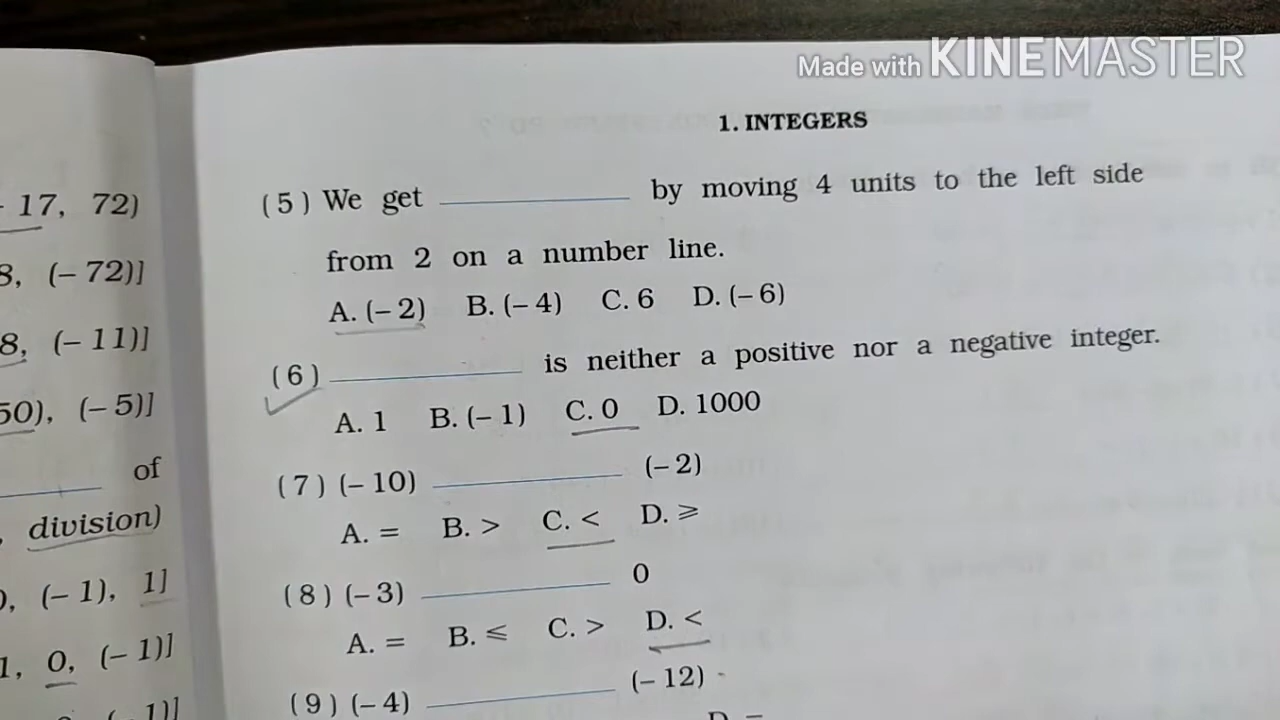 Made with KINEMASTER
17, 72)
8, (– 72)]
8, (– 11)]
50), (– 5)]
of
, division)
, (– 1), 1]
1, 0, (– 1)]
(– 1)]
1. INTEGERS
(5) We get ________ by moving 4 units to the left side
from 2 on a number line.
A. (– 2) B. (– 4) C. 6 D. (– 6)
(6) ________ is neither a positive nor a negative integer.
A. 1 B. (– 1) C. 0 D. 1000
(7) (– 10) ________ (– 2)
A. = B. > C. < D. ⩾
(8) (– 3) ________ 0
A. = B. ⩽ C. > D. <
(9) (– 4) ________ (– 12)